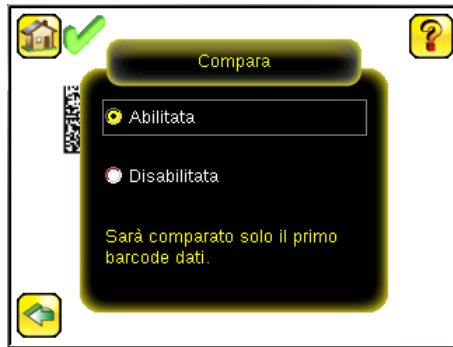 Compara
Abilitata
Disabilitata
Sarà comparato solo il primo
barcode dati.